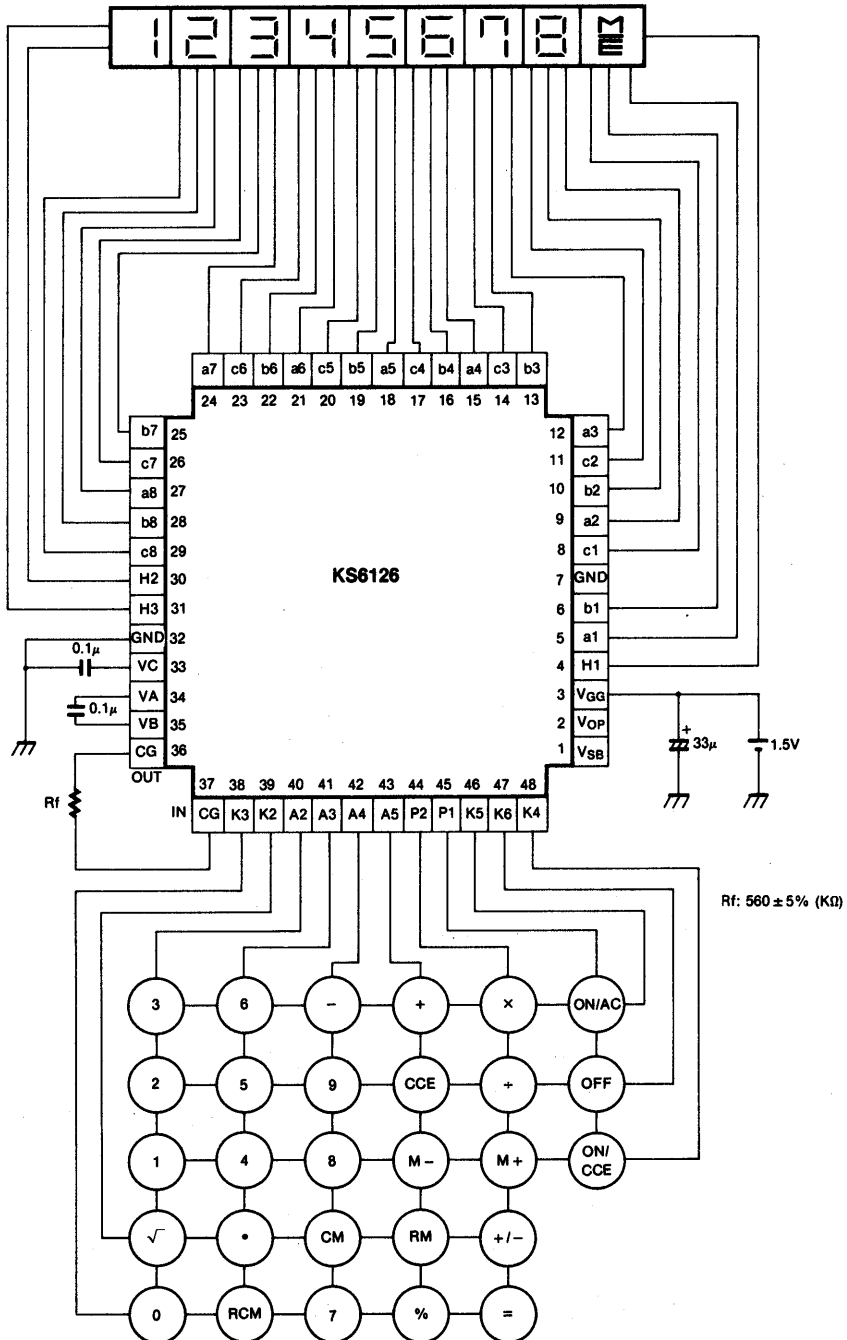 1 2 3 4 5 6 7 8 M E
a7 c6 b6 a6 c5 b5 a5 c4 b4 a4 c3 b3
24 23 22 21 20 19 18 17 16 15 14 13
b7 25
c7 26
a8 27
b8 28
c8 29
H2 30
H3 31
GND 32
VC 33
VA 34
VB 35
CG 36
OUT
0.1μ
0.1μ
Rf
KS6126
12 a3
11 c2
10 b2
9 a2
8 c1
7 GND
6 b1
5 a1
4 H1
3 VGG
2 VOP
1 VSB
+
33μ
1.5V
37 38 39 40 41 42 43 44 45 46 47 48
IN CG K3 K2 A2 A3 A4 A5 P2 P1 K5 K6 K4
Rf: 560 ± 5% (KΩ)
3 6 − + × ON/AC
2 5 9 CCE ÷ OFF
1 4 8 M− M+ ON/
CCE
√ • CM RM +/−
0 RCM 7 % =